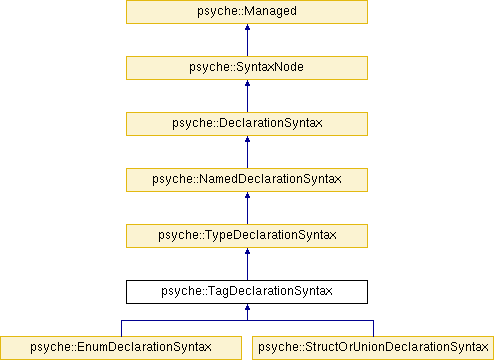 psyche::Managed
psyche::SyntaxNode
psyche::DeclarationSyntax
psyche::NamedDeclarationSyntax
psyche::TypeDeclarationSyntax
psyche::TagDeclarationSyntax
psyche::EnumDeclarationSyntax psyche::StructOrUnionDeclarationSyntax